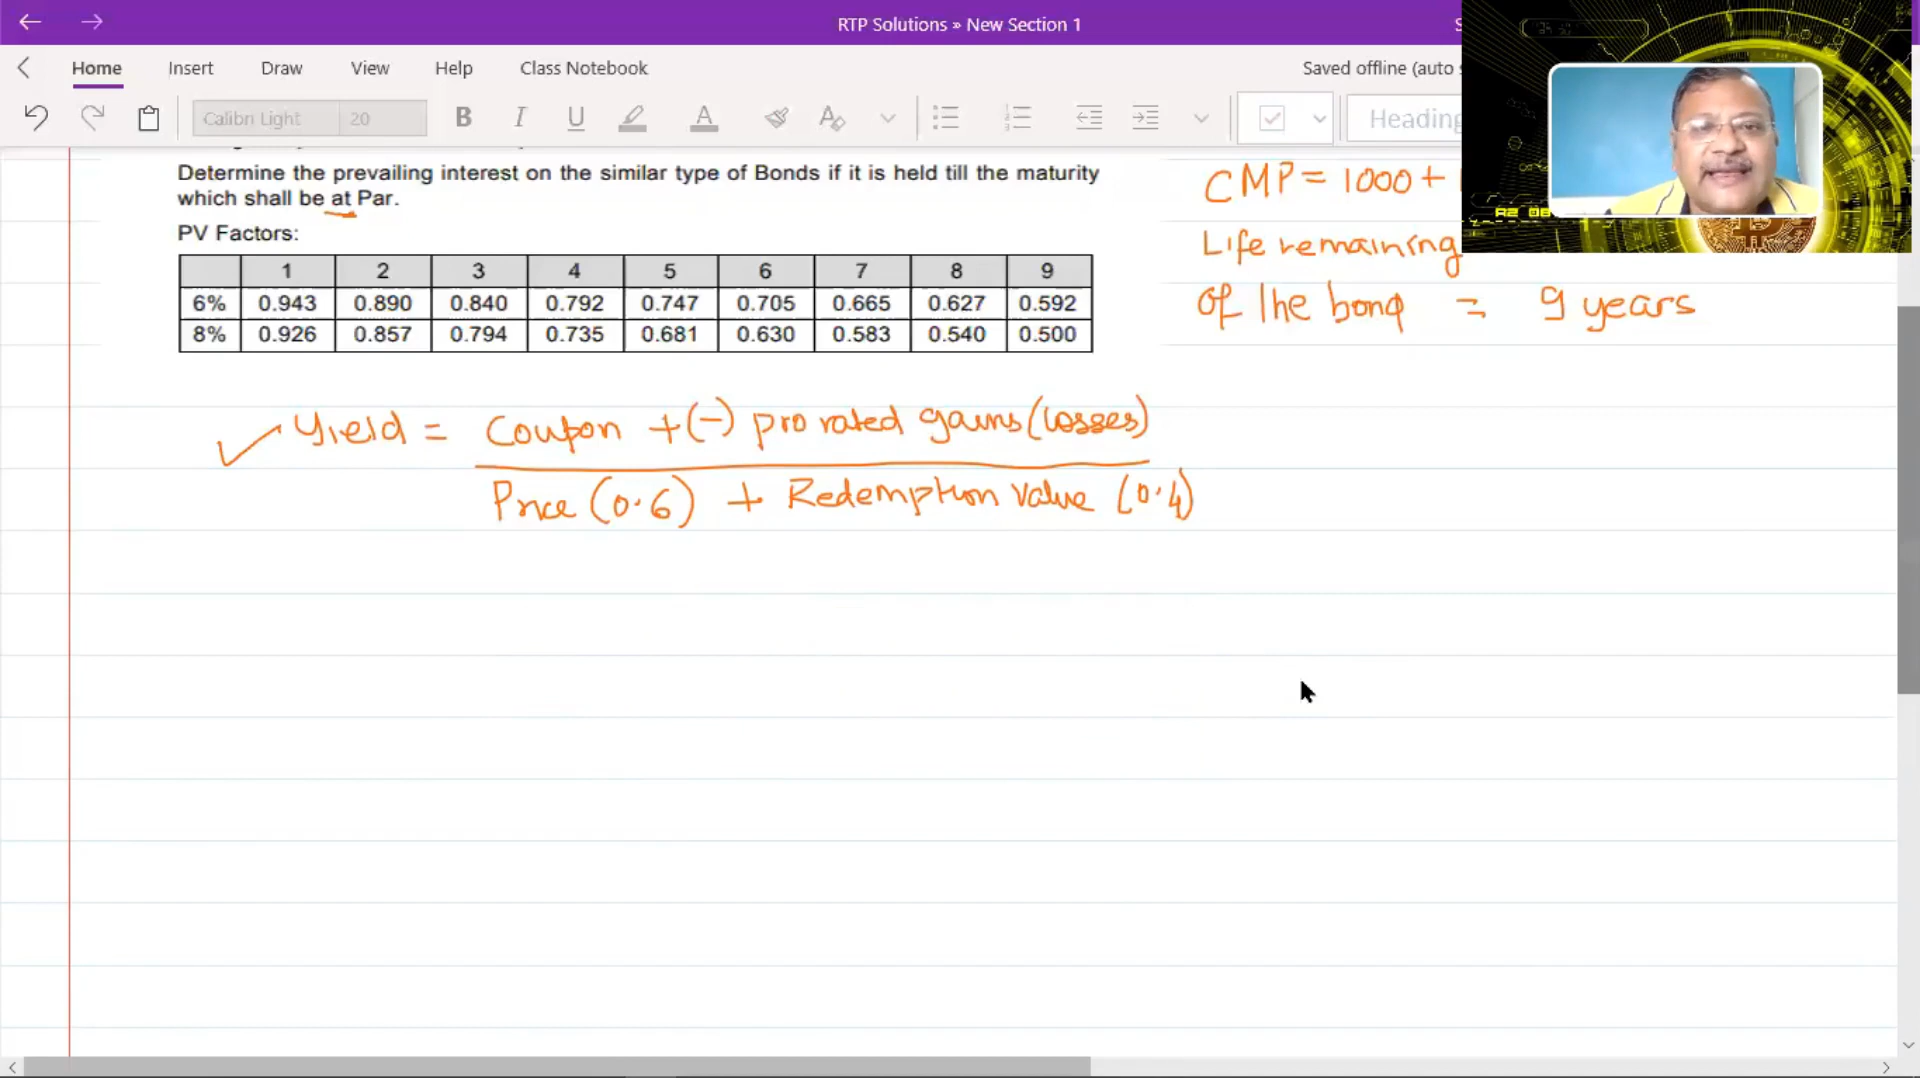 RTP Solutions » New Section 1
Home Insert Draw View Help Class Notebook Saved offline (auto
Calibri Light 20 B I U A Heading
Determine the prevailing interest on the similar type of Bonds if it is held till the maturity
which shall be at Par.
PV Factors:
1 2 3 4 5 6 7 8 9
6% 0.943 0.890 0.840 0.792 0.747 0.705 0.665 0.627 0.592
8% 0.926 0.857 0.794 0.735 0.681 0.630 0.583 0.540 0.500
CMP = 1000 +
Life remaining
of the bond = 9 years
Yield = Coupon + (-) pro rated gains (losses)
Price (0.6) + Redemption value (0.4)